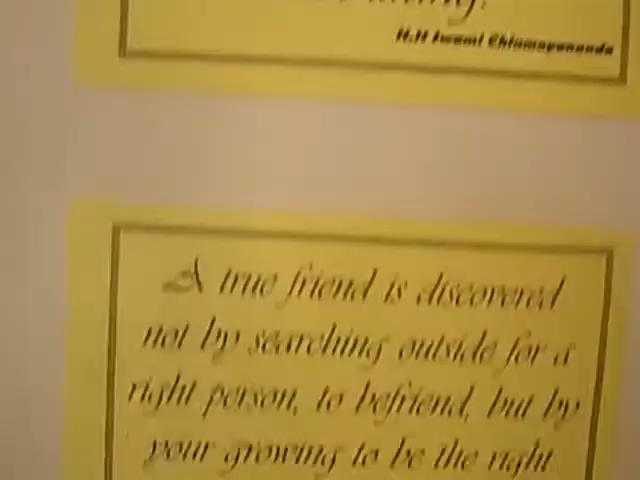 H.H Swami Chinmayananda
A true friend is discovered
not by searching outside for a
right person, to befriend, but by
your growing to be the right